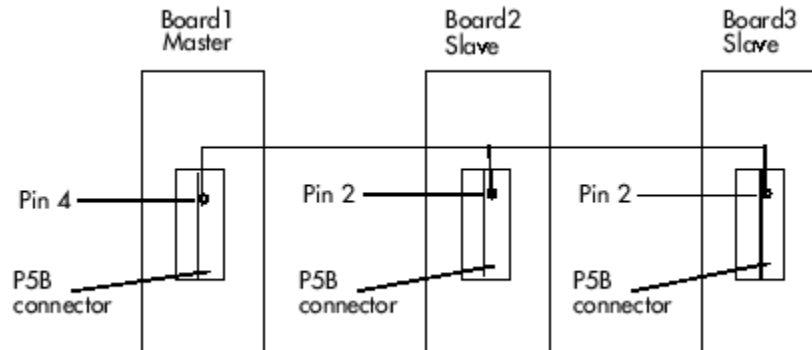 Board1
Master
Board2
Slave
Board3
Slave
Pin 4
Pin 2
Pin 2
P5B
connector
P5B
connector
P5B
connector